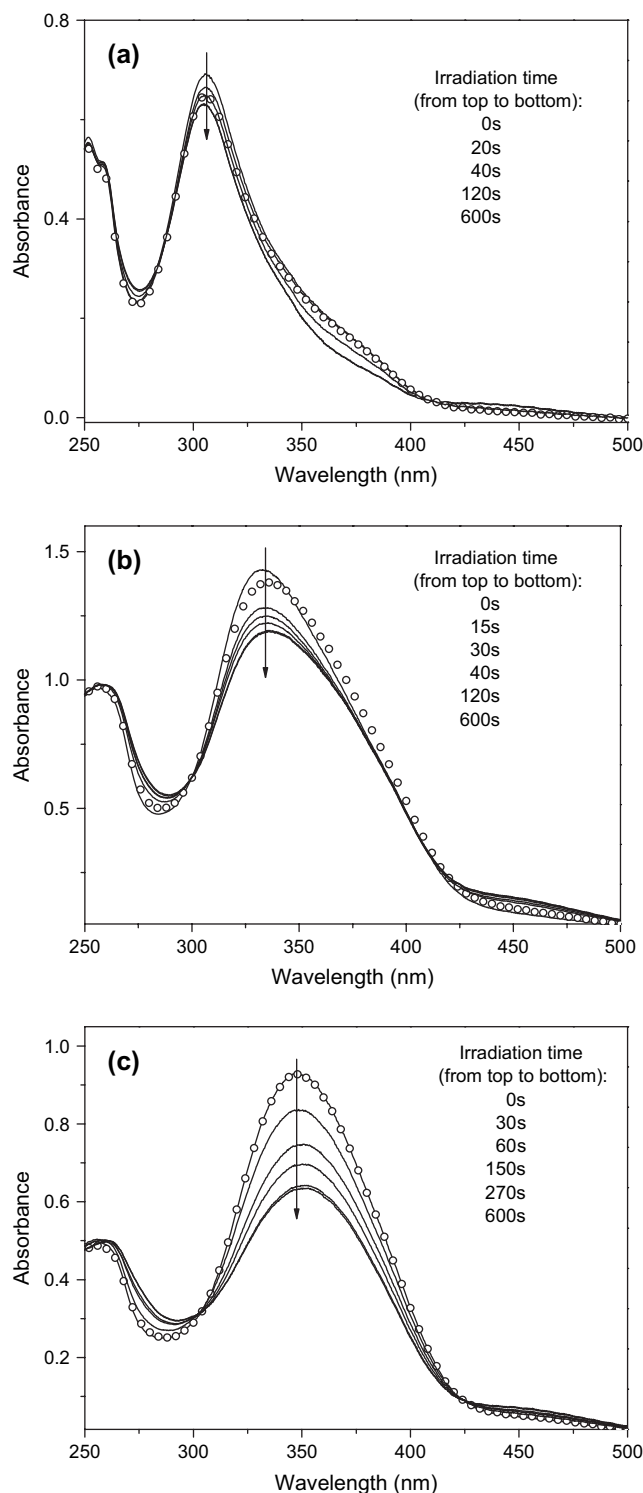 (a)
Irradiation time
(from top to bottom):
0s
20s
40s
120s
600s
Absorbance
0.8
0.4
0.0
250 300 350 400 450 500
Wavelength (nm)
(b)
Irradiation time
(from top to bottom):
0s
15s
30s
40s
120s
600s
Absorbance
1.5
1.0
0.5
250 300 350 400 450 500
Wavelength (nm)
(c)
Irradiation time
(from top to bottom):
0s
30s
60s
150s
270s
600s
Absorbance
1.0
0.8
0.6
0.4
0.2
250 300 350 400 450 500
Wavelength (nm)